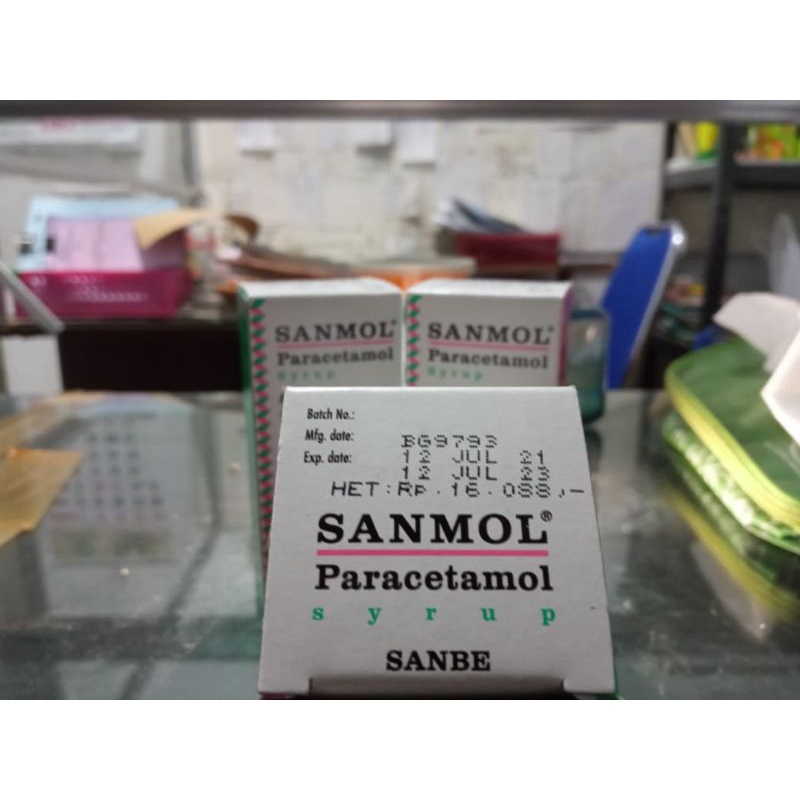 SANMOL®
Paracetamol
Syrup
SANMOL®
Paracetamol
Syrup
Batch No.:
Mfg. date: BG9793
Exp. date: 12 JUL 21
12 JUL 23
HET:Rp.16.088,-
SANMOL®
Paracetamol
syrup
SANBE